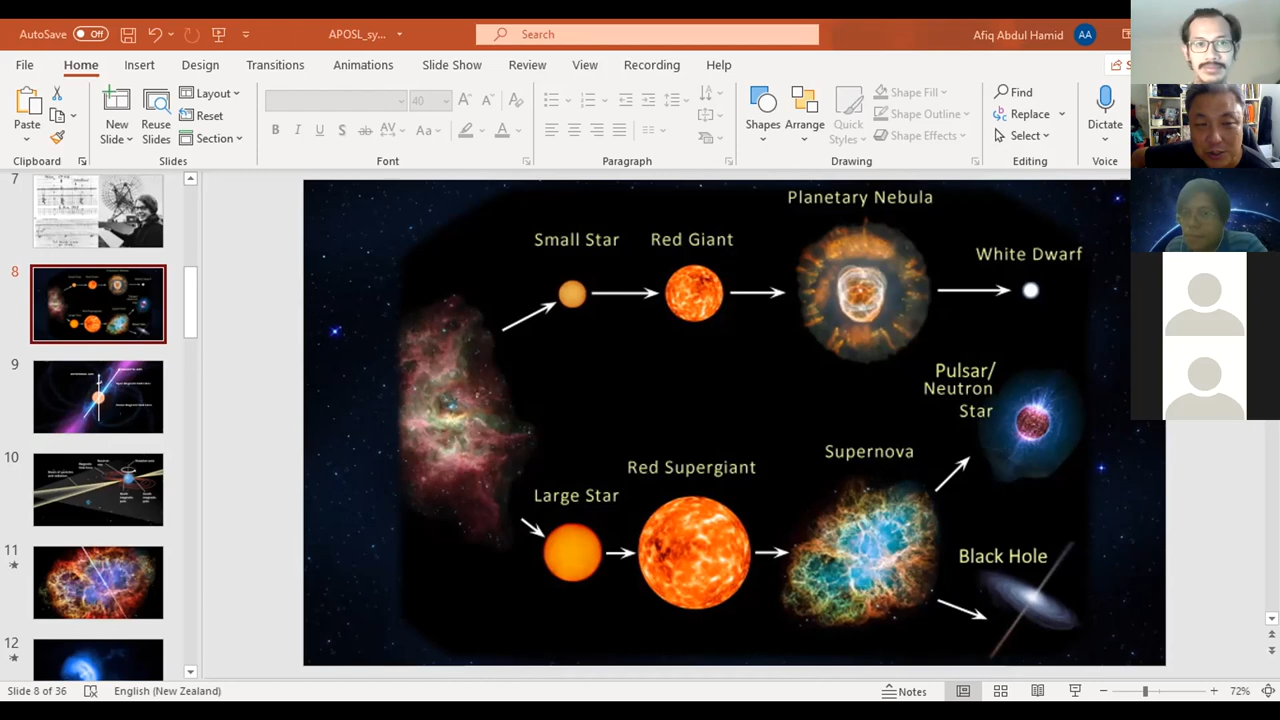 AutoSave
Off
APOSL_sy...
Search
Afiq Abdul Hamid
AA
File
Home
Insert
Design
Transitions
Animations
Slide Show
Review
View
Recording
Help
Paste
New
Slide
Reuse
Slides
Layout
Reset
Section
40
B
I
U
S
ab
AV
Aa
A
Shapes
Arrange
Quick
Styles
Shape Fill
Shape Outline
Shape Effects
Find
Replace
Select
Dictate
Clipboard
Slides
Font
Paragraph
Drawing
Editing
Voice
7
8
9
10
11
12
Planetary Nebula
Small Star
Red Giant
White Dwarf
Pulsar/
Neutron
Star
Supernova
Red Supergiant
Large Star
Black Hole
Slide 8 of 36
English (New Zealand)
Notes
72%